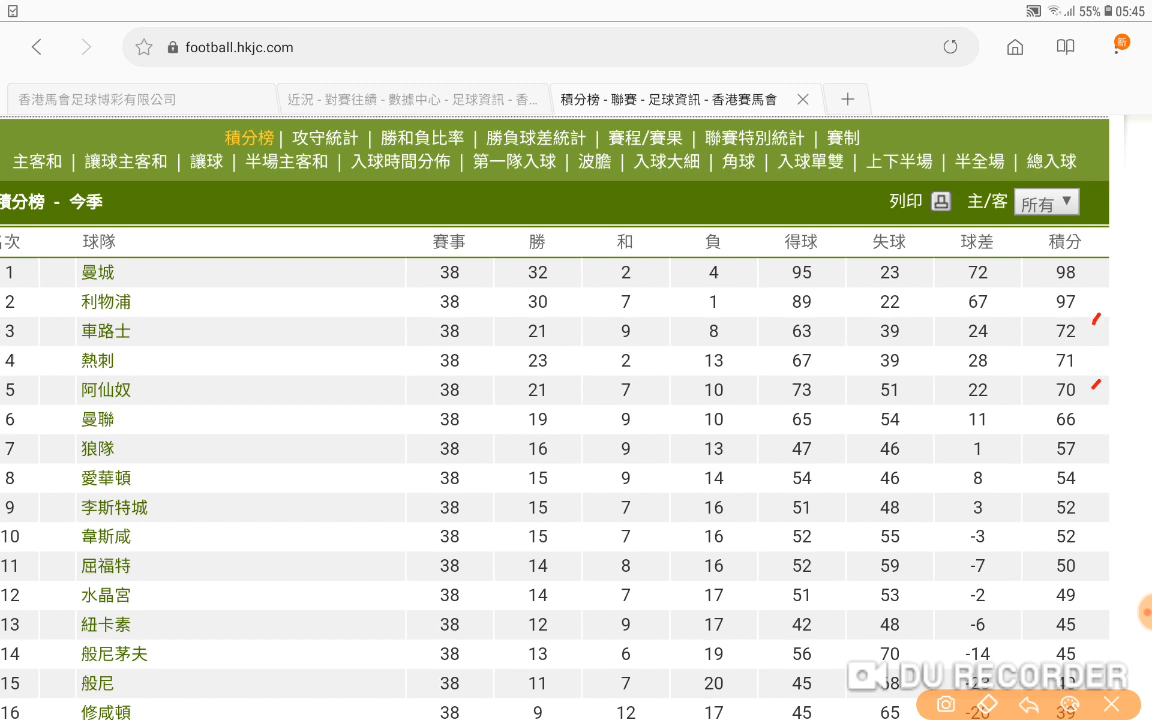 55% 05:45
football.hkjc.com
新
香港馬會足球博彩有限公司
近況 - 對賽往績 - 數據中心 - 足球資訊 - 香...
積分榜 - 聯賽 - 足球資訊 - 香港賽馬會
積分榜 | 攻守統計 | 勝和負比率 | 勝負球差統計 | 賽程/賽果 | 聯賽特別統計 | 賽制
主客和 | 讓球主客和 | 讓球 | 半場主客和 | 入球時間分佈 | 第一隊入球 | 波膽 | 入球大細 | 角球 | 入球單雙 | 上下半場 | 半全場 | 總入球
積分榜 - 今季 列印 主/客 所有
名次 球隊 賽事 勝 和 負 得球 失球 球差 積分
1 曼城 38 32 2 4 95 23 72 98
2 利物浦 38 30 7 1 89 22 67 97
3 車路士 38 21 9 8 63 39 24 72
4 熱刺 38 23 2 13 67 39 28 71
5 阿仙奴 38 21 7 10 73 51 22 70
6 曼聯 38 19 9 10 65 54 11 66
7 狼隊 38 16 9 13 47 46 1 57
8 愛華頓 38 15 9 14 54 46 8 54
9 李斯特城 38 15 7 16 51 48 3 52
10 韋斯咸 38 15 7 16 52 55 -3 52
11 屈福特 38 14 8 16 52 59 -7 50
12 水晶宮 38 14 7 17 51 53 -2 49
13 紐卡素 38 12 9 17 42 48 -6 45
14 般尼茅夫 38 13 6 19 56 70 -14 45
15 般尼 38 11 7 20 45 68 -23 40
16 修咸頓 38 9 12 17 45 65 -20 39
DU RECORDER